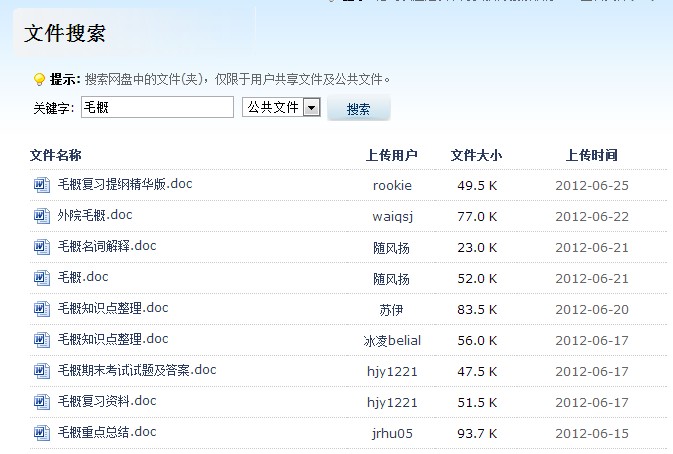 文件搜索
提示: 搜索网盘中的文件(夹)，仅限于用户共享文件及公共文件。
关键字: 毛概 公共文件 搜索
文件名称 上传用户 文件大小 上传时间
毛概复习提纲精华版.doc rookie 49.5 K 2012-06-25
外院毛概.doc waiqsj 77.0 K 2012-06-22
毛概名词解释.doc 随风扬 23.0 K 2012-06-21
毛概.doc 随风扬 52.0 K 2012-06-21
毛概知识点整理.doc 苏伊 83.5 K 2012-06-20
毛概知识点整理.doc 冰凌belial 56.0 K 2012-06-17
毛概期末考试试题及答案.doc hjy1221 47.5 K 2012-06-17
毛概复习资料.doc hjy1221 51.5 K 2012-06-17
毛概重点总结.doc jrhu05 93.7 K 2012-06-15